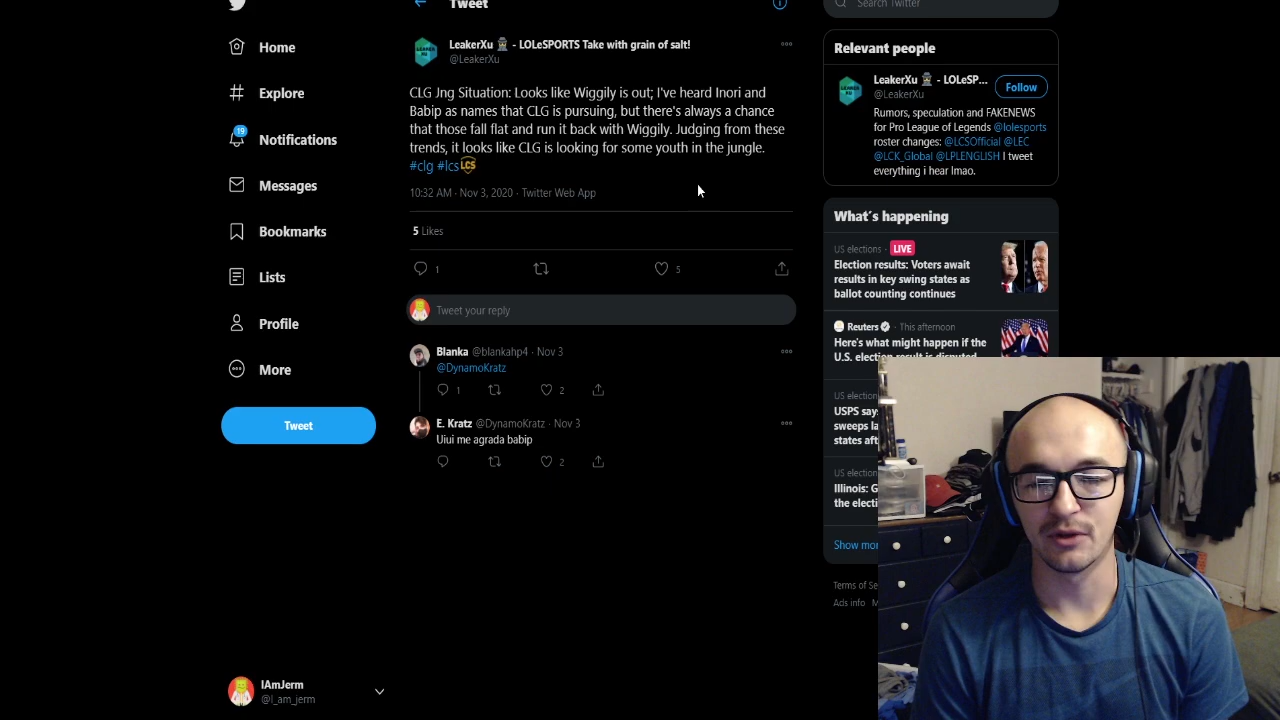 Tweet
Search Twitter
Home
Explore
19
Notifications
Messages
Bookmarks
Lists
Profile
More
Tweet
IAmJerm
@I_am_jerm
LeakerXu - LOLeSPORTS Take with grain of salt!
@LeakerXu
CLG Jng Situation: Looks like Wiggily is out; I've heard Inori and
Babip as names that CLG is pursuing, but there's always a chance
that those fall flat and run it back with Wiggily. Judging from these
trends, it looks like CLG is looking for some youth in the jungle.
#clg #lcs LCS
10:32 AM · Nov 3, 2020 · Twitter Web App
5 Likes
1
5
Tweet your reply
Blanka @blankahp4 · Nov 3
@DynamoKratz
1
2
E. Kratz @DynamoKratz · Nov 3
Uiui me agrada babip
2
Relevant people
LeakerXu - LOLeSP...
@LeakerXu
Follow
Rumors, speculation and FAKENEWS
for Pro League of Legends @lolesports
roster changes: @LCSOfficial @LEC
@LCK_Global @LPLENGLISH I tweet
everything i hear lmao.
What's happening
US elections · LIVE
Election results: Voters await
results in key swing states as
ballot counting continues
Reuters · This afternoon
Here's what might happen if the
U.S. election result is disputed
US election
USPS say
sweeps la
states aft
US election
Illinois: G
the electi
Show mor
Terms of Se
Ads info M